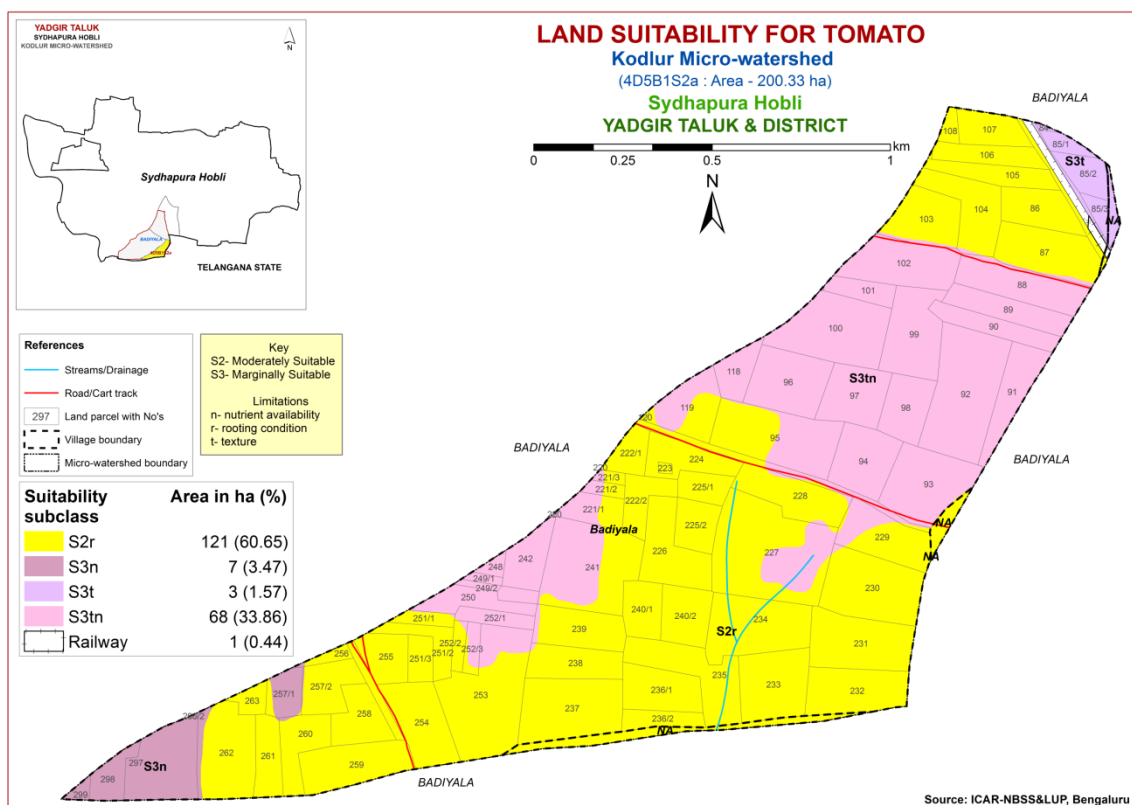 YADGIR TALUK
SYDHAPURA HOBLI
KODLUR MICRO-WATERSHED
N
Sydhapura Hobli
BADIYALA
TELANGANA STATE
LAND SUITABILITY FOR TOMATO
Kodlur Micro-watershed
(4D5B1S2a : Area - 200.33 ha)
Sydhapura Hobli
YADGIR TALUK & DISTRICT
km
0 0.25 0.5 1
N
References
Streams/Drainage
Road/Cart track
297 Land parcel with No's
Village boundary
Micro-watershed boundary
Key
S2- Moderately Suitable
S3- Marginally Suitable
Limitations
n- nutrient availability
r- rooting condition
t- texture
Suitability subclass Area in ha (%)
S2r 121 (60.65)
S3n 7 (3.47)
S3t 3 (1.57)
S3tn 68 (33.86)
Railway 1 (0.44)
BADIYALA
108 107 84
85/1
S3t
106
85/2
105
86 85/3
104
103 NA
87
102
88
101
89
90
100 99
118 96 S3tn
97 98 92 91
119
95
94
93
BADIYALA
BADIYALA
222/1 224
220 223
221/3
221/2 225/1 228
222/2
221/1 225/2
NA
Badiyala
229
NA
226 227
242 241
248
249/1
249/2
250
230
240/1 240/2 234
S2r
251/1 252/1
239
231
256 255 251/3 252/2
251/2 252/3
238
235
257/1 257/2 253 236/1 233 232
263
258 254 237
236/2
NA
262 261 260
259
297
S3n
298
299
BADIYALA
Source: ICAR-NBSS&LUP, Bengaluru